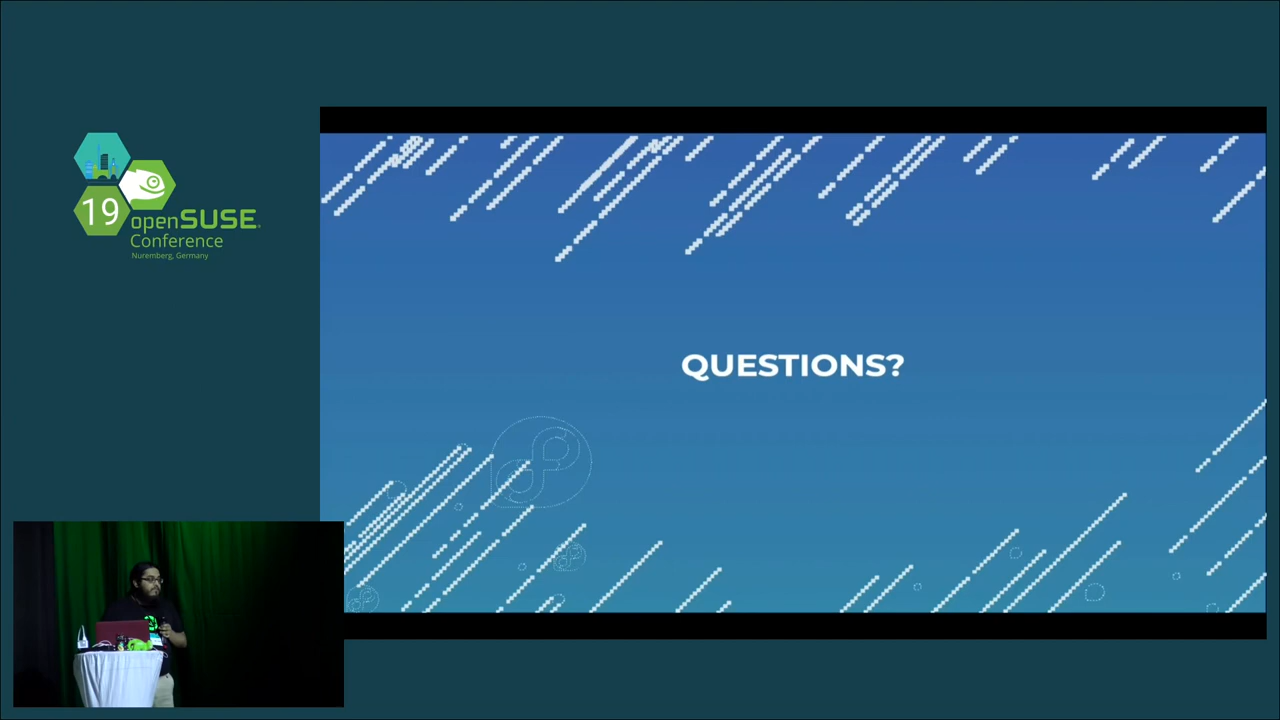 19
openSUSE
Conference
Nuremberg, Germany
QUESTIONS?